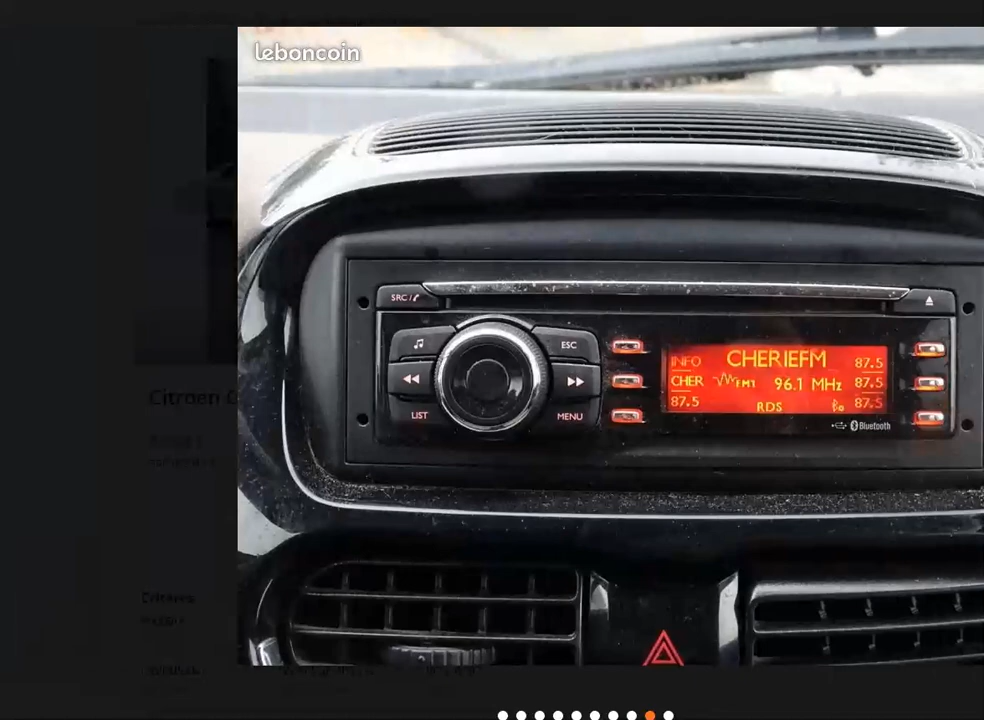 leboncoin
SRC/
ESC
LIST
MENU
INFO
CHERIEFM
87.5
CHER
FM1
96.1 MHz
87.5
87.5
RDS
87.5
Bluetooth
Citroen C
Critères